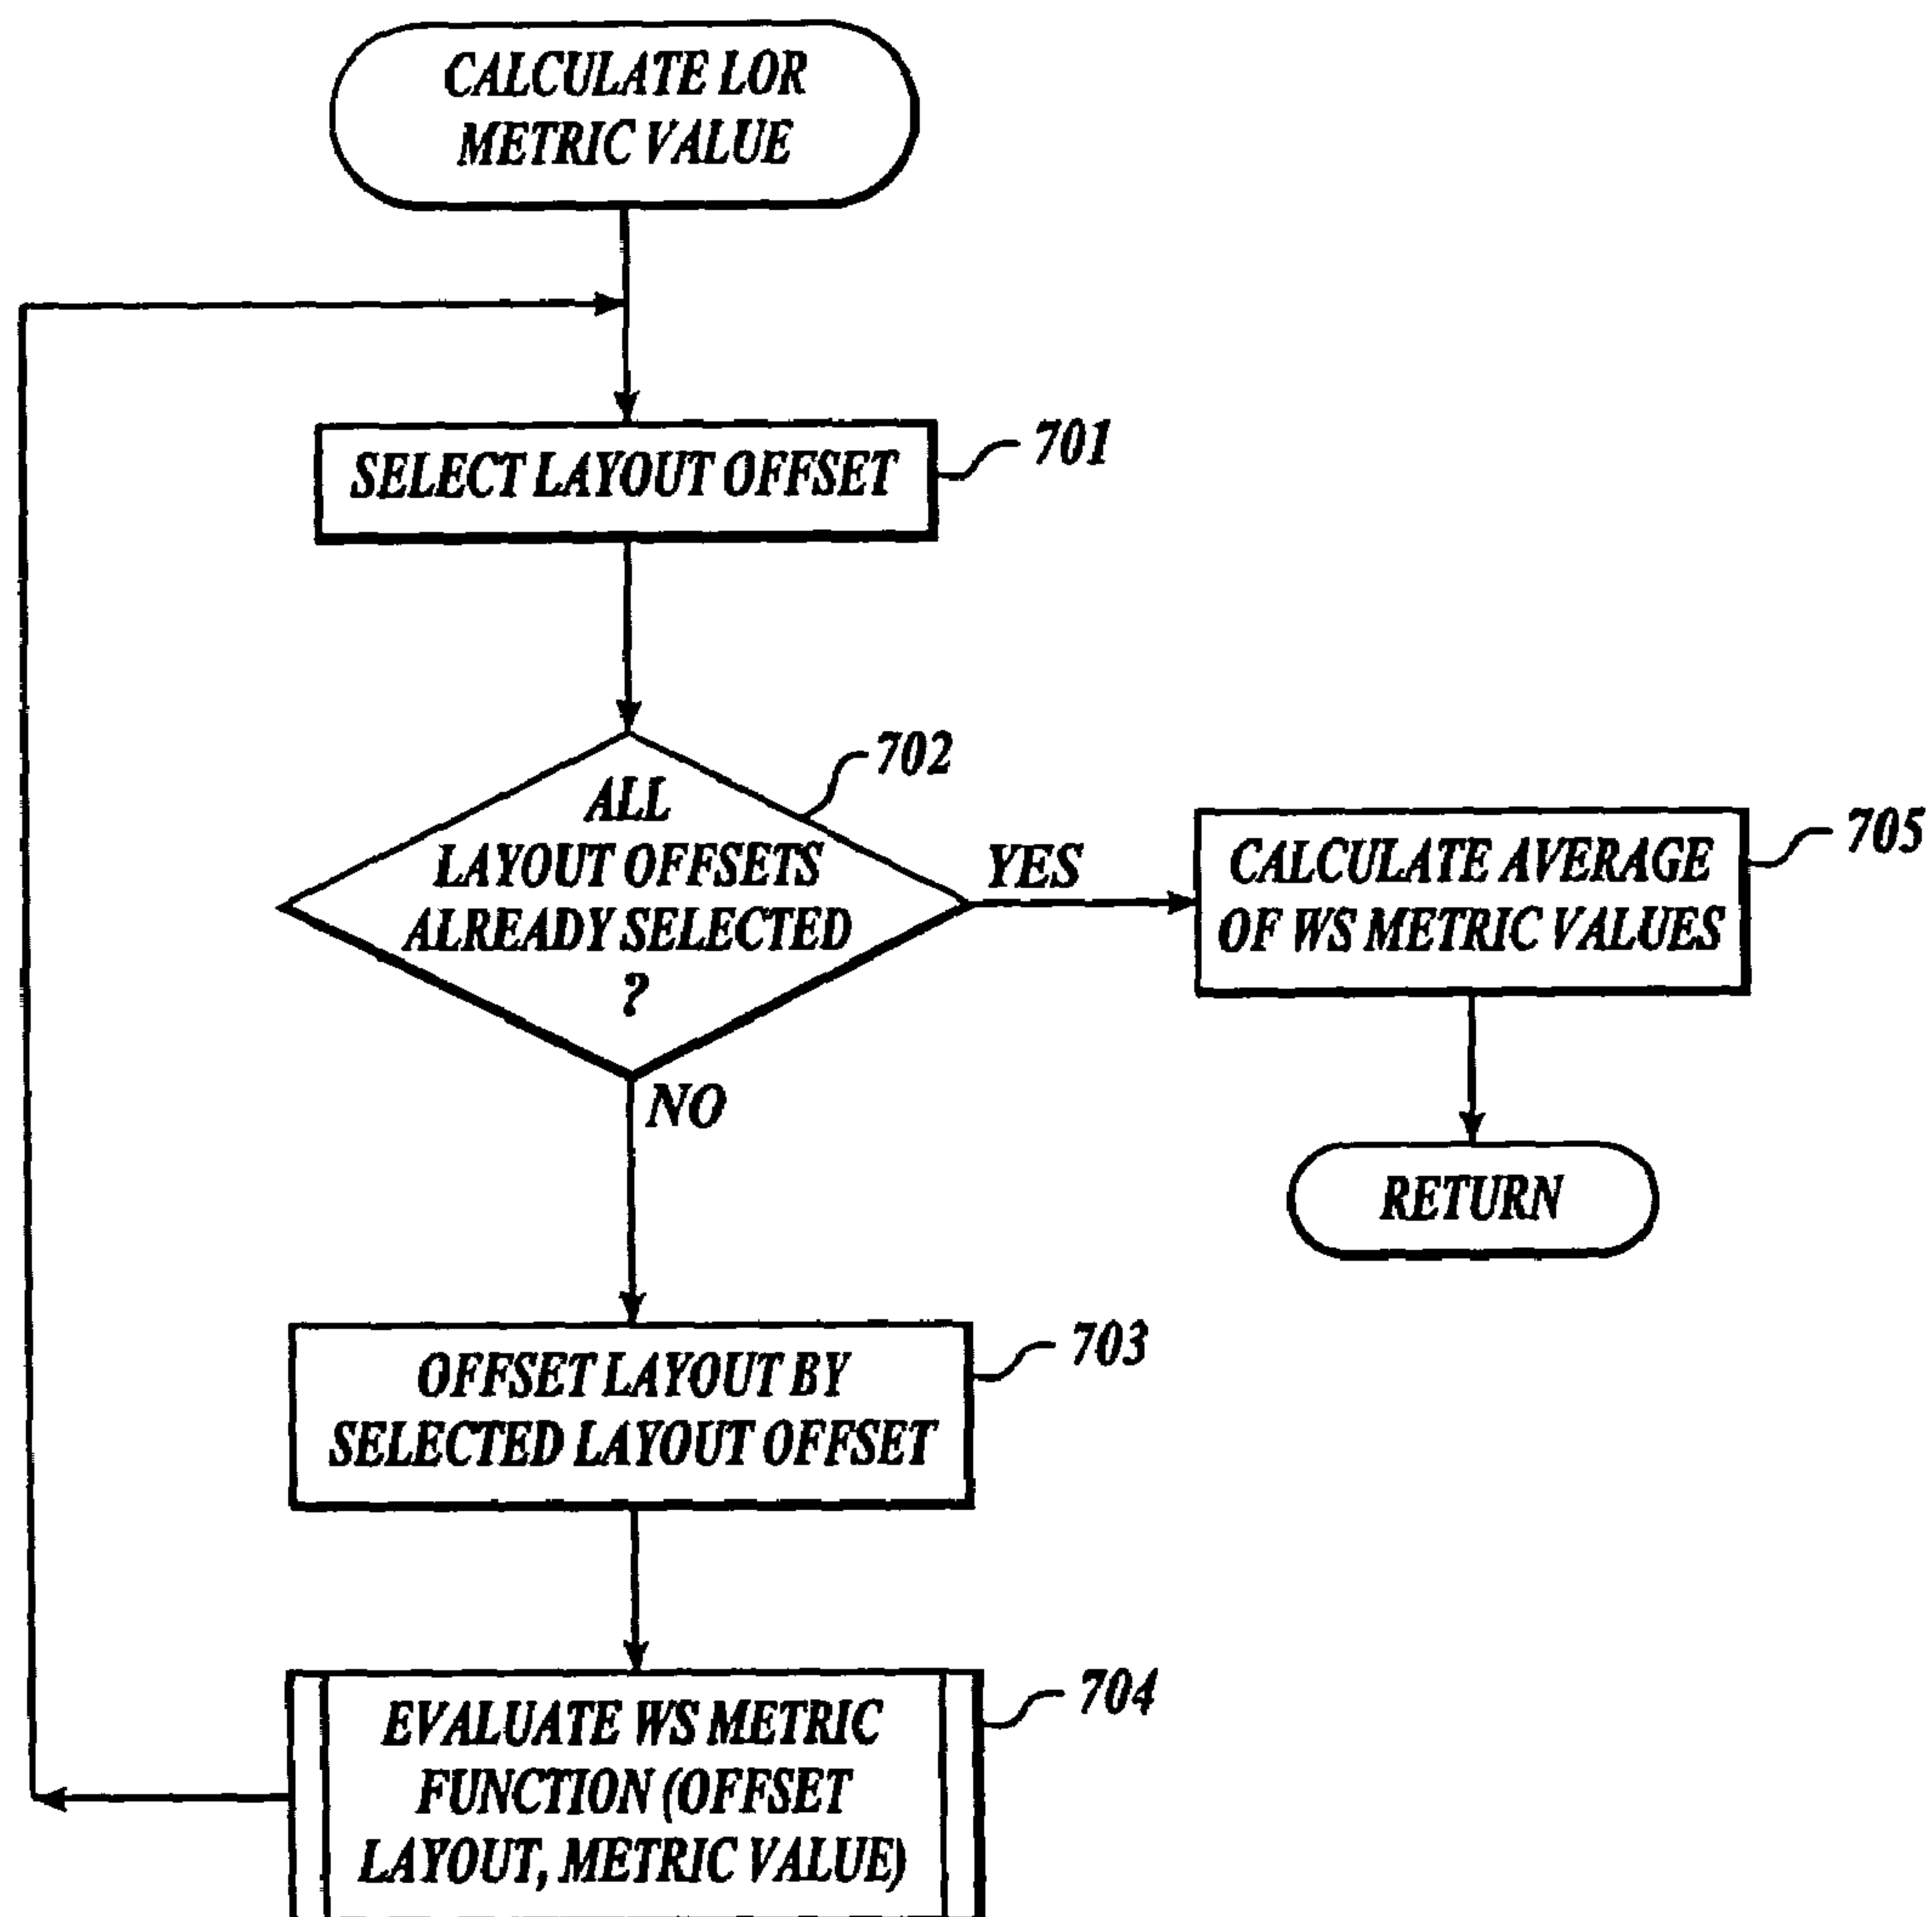 CALCULATE LOR
METRIC VALUE
SELECT LAYOUT OFFSET
701
702
ALL
LAYOUT OFFSETS
ALREADY SELECTED
?
YES
CALCULATE AVERAGE
OF WS METRIC VALUES
705
NO
RETURN
OFFSET LAYOUT BY
SELECTED LAYOUT OFFSET
703
EVALUATE WS METRIC
FUNCTION (OFFSET
LAYOUT, METRIC VALUE)
704